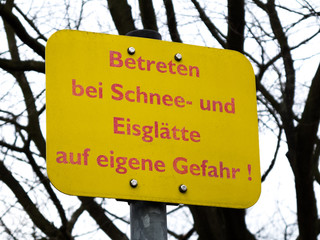 Betreten
bei Schnee- und
Eisglätte
auf eigene Gefahr !